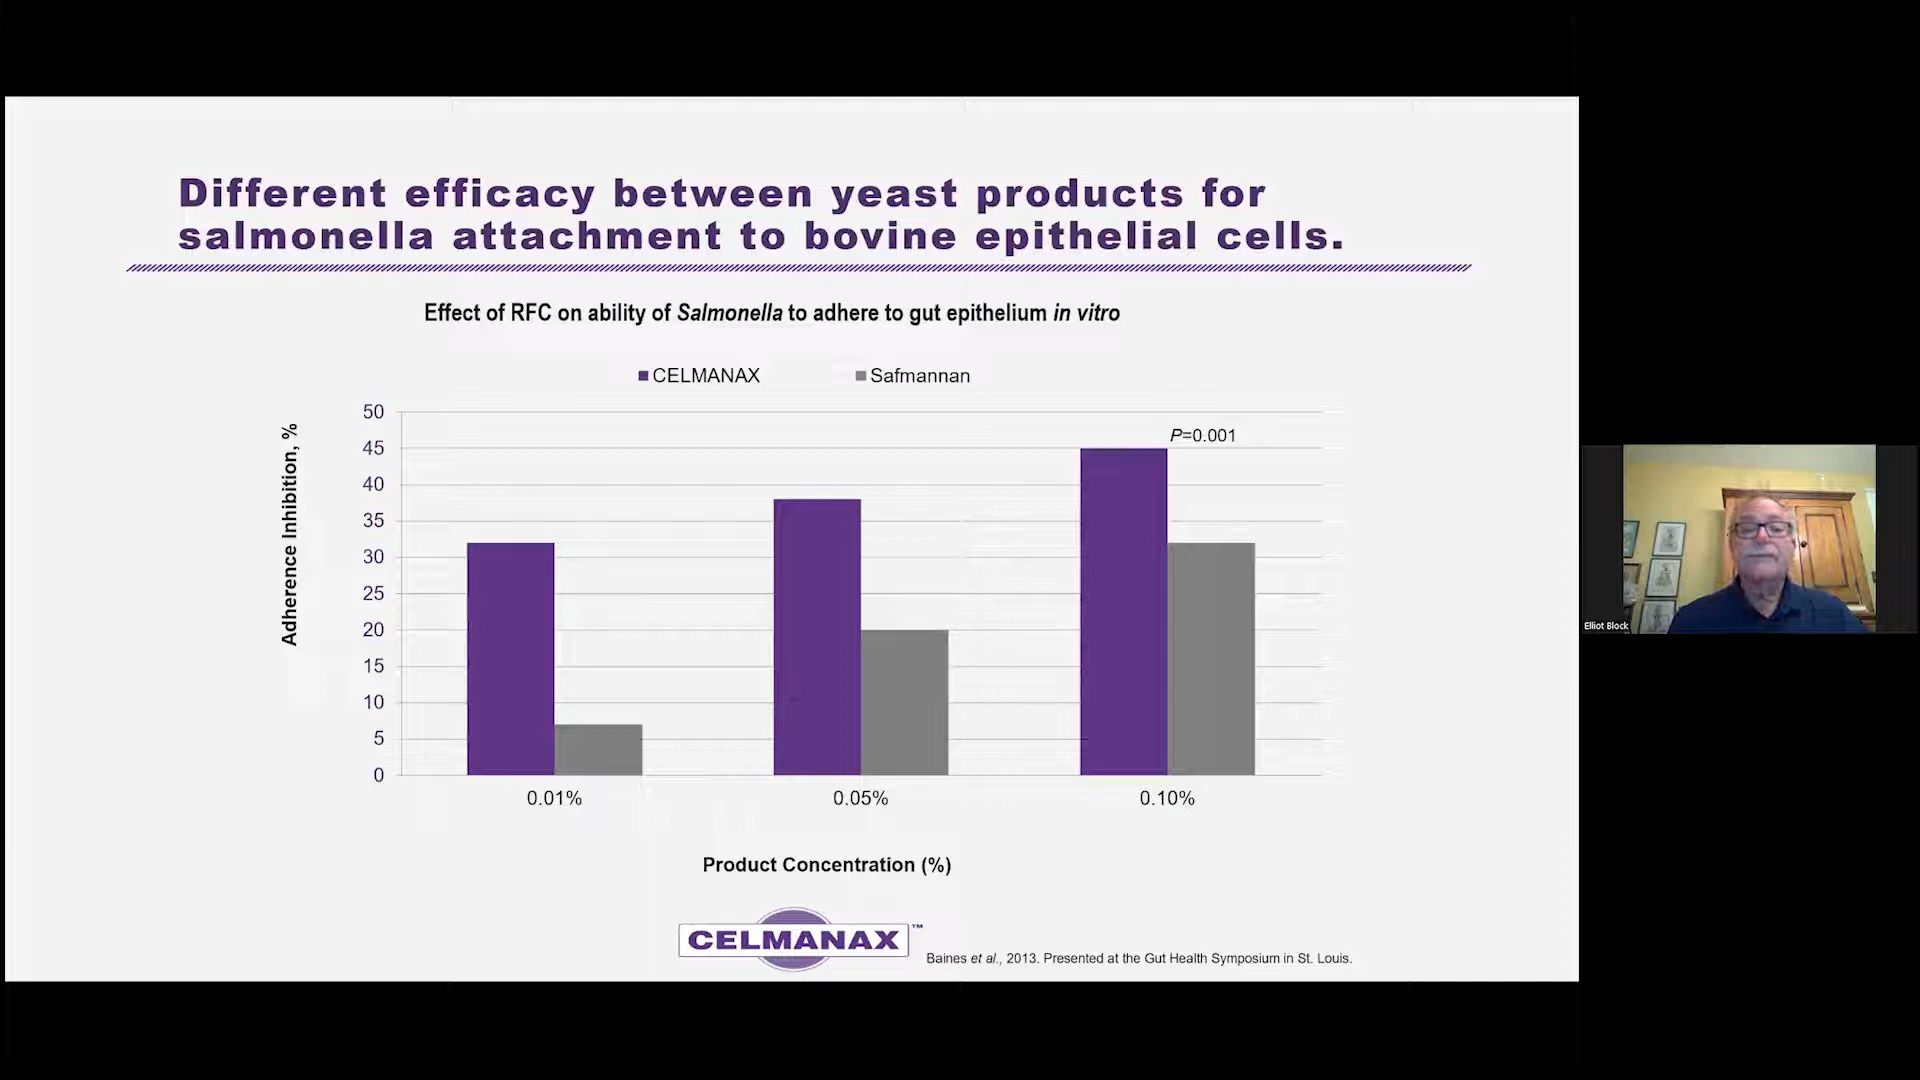 Different efficacy between yeast products for
salmonella attachment to bovine epithelial cells.
Effect of RFC on ability of Salmonella to adhere to gut epithelium in vitro
CELMANAX
Safmannan
Adherence Inhibition, %
50
45
40
35
30
25
20
15
10
5
0
P=0.001
0.01%
0.05%
0.10%
Product Concentration (%)
CELMANAX™
Baines et al., 2013. Presented at the Gut Health Symposium in St. Louis.
Elliot Block